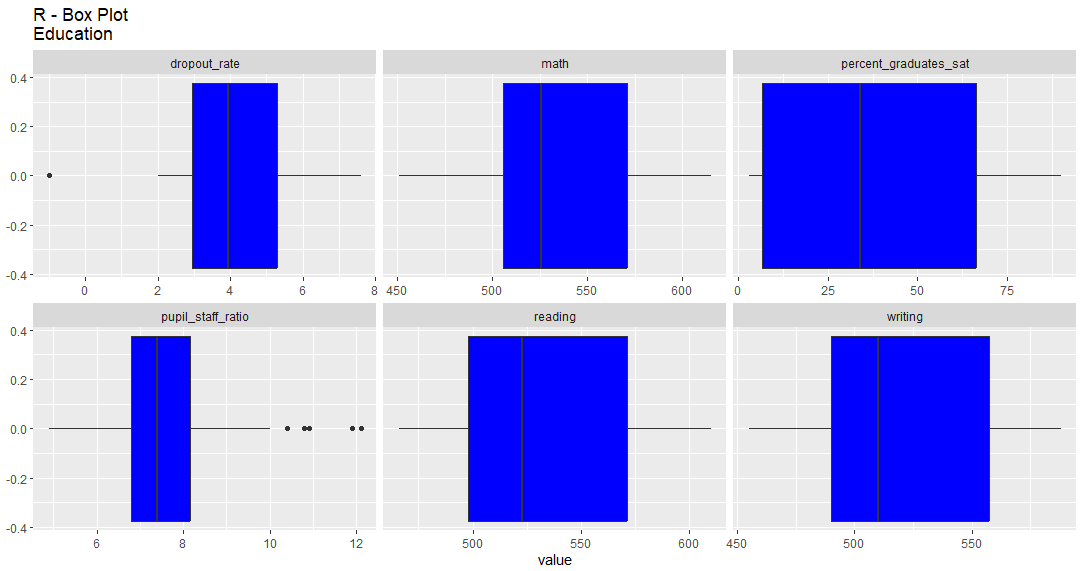 R - Box Plot
Education
dropout_rate math percent_graduates_sat
0.4
0.2
0.0
-0.2
-0.4
0 2 4 6 8 450 500 550 600 0 25 50 75
pupil_staff_ratio reading writing
0.4
0.2
0.0
-0.2
-0.4
6 8 10 12 500 550 600 450 500 550
value